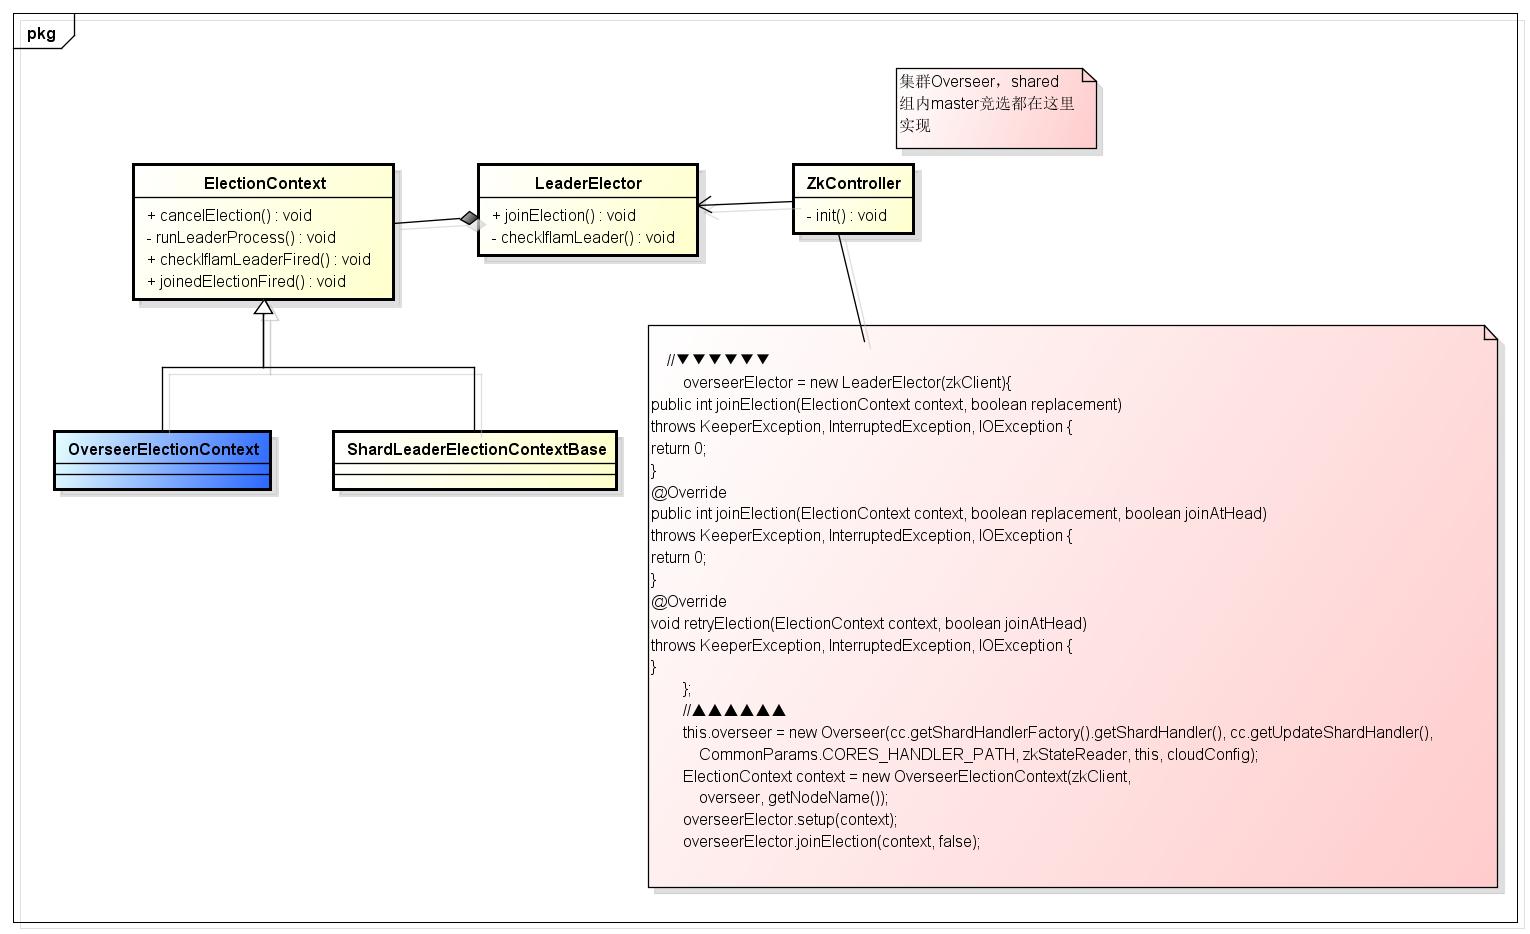 pkg
集群Overseer，shared
组内master竞选都在这里
实现
ElectionContext
+ cancelElection() : void
- runLeaderProcess() : void
+ checkIfIamLeaderFired() : void
+ joinedElectionFired() : void
LeaderElector
+ joinElection() : void
- checkIfIamLeader() : void
ZkController
- init() : void
OverseerElectionContext
ShardLeaderElectionContextBase
//▼▼▼▼▼▼
overseerElector = new LeaderElector(zkClient){
public int joinElection(ElectionContext context, boolean replacement)
throws KeeperException, InterruptedException, IOException {
return 0;
}
@Override
public int joinElection(ElectionContext context, boolean replacement, boolean joinAtHead)
throws KeeperException, InterruptedException, IOException {
return 0;
}
@Override
void retryElection(ElectionContext context, boolean joinAtHead)
throws KeeperException, InterruptedException, IOException {
}
};
//▲▲▲▲▲▲
this.overseer = new Overseer(cc.getShardHandlerFactory().getShardHandler(), cc.getUpdateShardHandler(),
CommonParams.CORES_HANDLER_PATH, zkStateReader, this, cloudConfig);
ElectionContext context = new OverseerElectionContext(zkClient,
overseer, getNodeName());
overseerElector.setup(context);
overseerElector.joinElection(context, false);